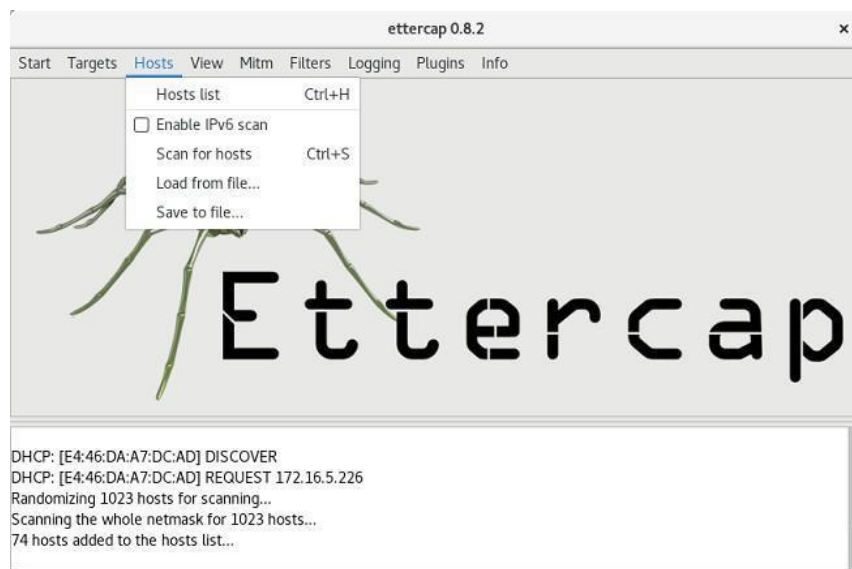 ettercap 0.8.2 ×
Start Targets Hosts View Mitm Filters Logging Plugins Info
Hosts list Ctrl+H
Enable IPv6 scan
Scan for hosts Ctrl+S
Load from file...
Save to file...
Ettercap
DHCP: [E4:46:DA:A7:DC:AD] DISCOVER
DHCP: [E4:46:DA:A7:DC:AD] REQUEST 172.16.5.226
Randomizing 1023 hosts for scanning...
Scanning the whole netmask for 1023 hosts...
74 hosts added to the hosts list...